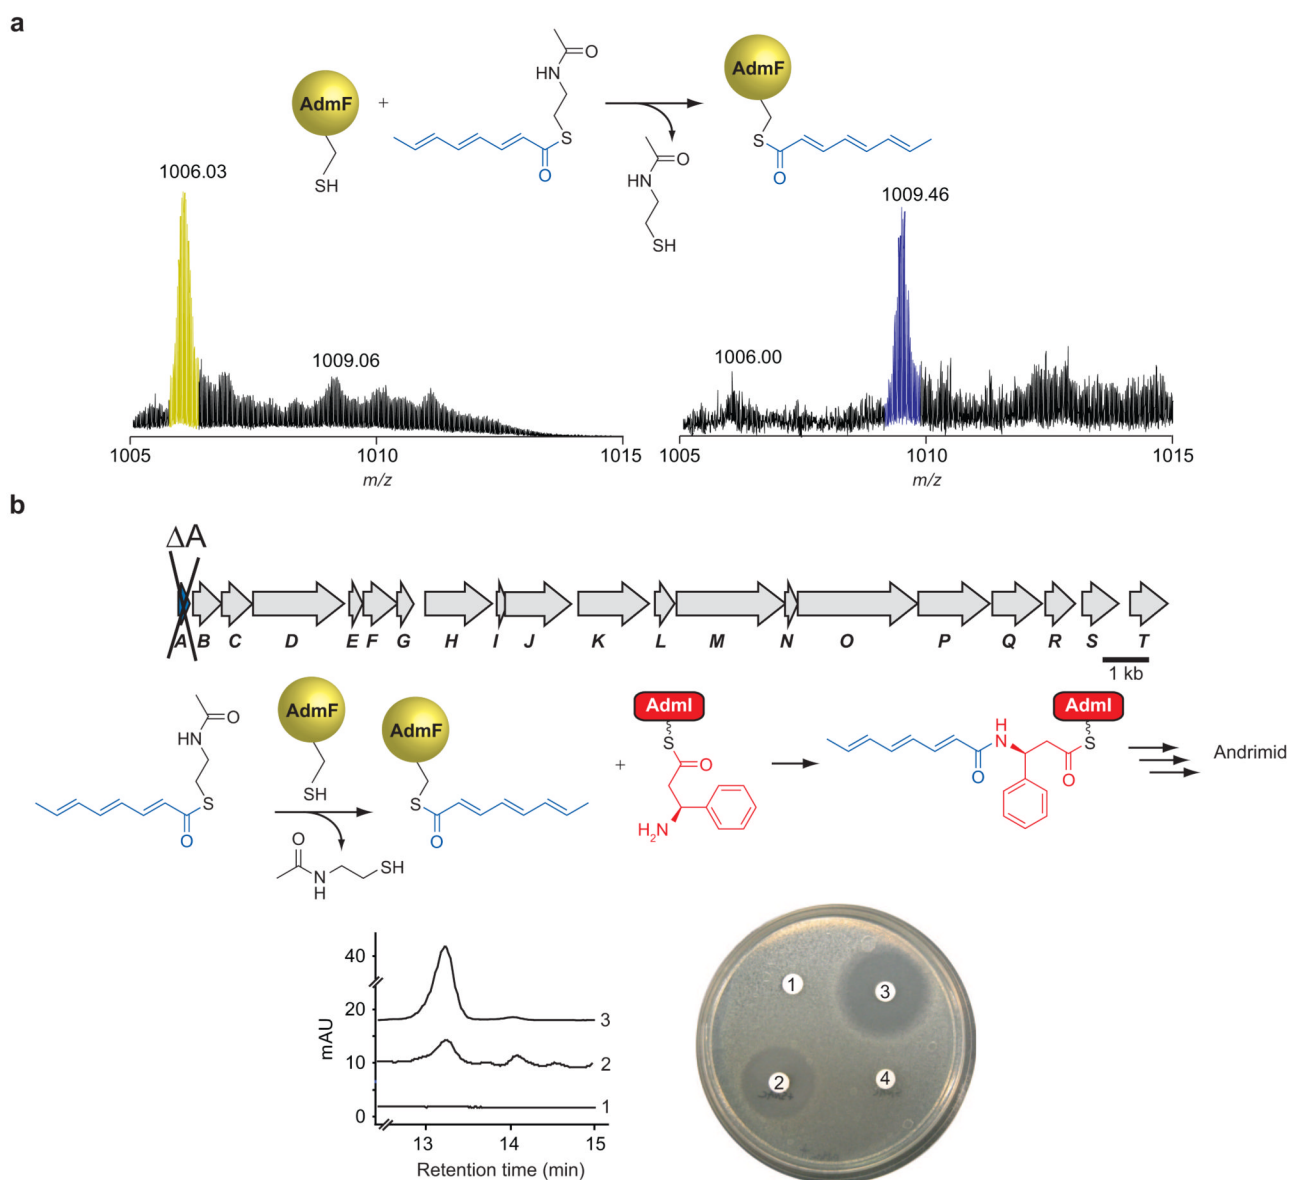 a
AdmF
SH
+
O
HN
S
O
O
HN
SH
AdmF
S
O
1006.03
1009.06
1005
1010
1015
m/z
1009.46
1006.00
1005
1010
1015
m/z
b
ΔA
A B C D E F G H I J K L M N O P Q R S T
1 kb
O
HN
S
O
AdmF
SH
O
N
H
SH
AdmF
S
O
+
AdmI
S
O
H2N
AdmI
H
N
O
O
S
Andrimid
40
20
10
0
mAU
3
2
1
13
14
15
Retention time (min)
1
3
2
4